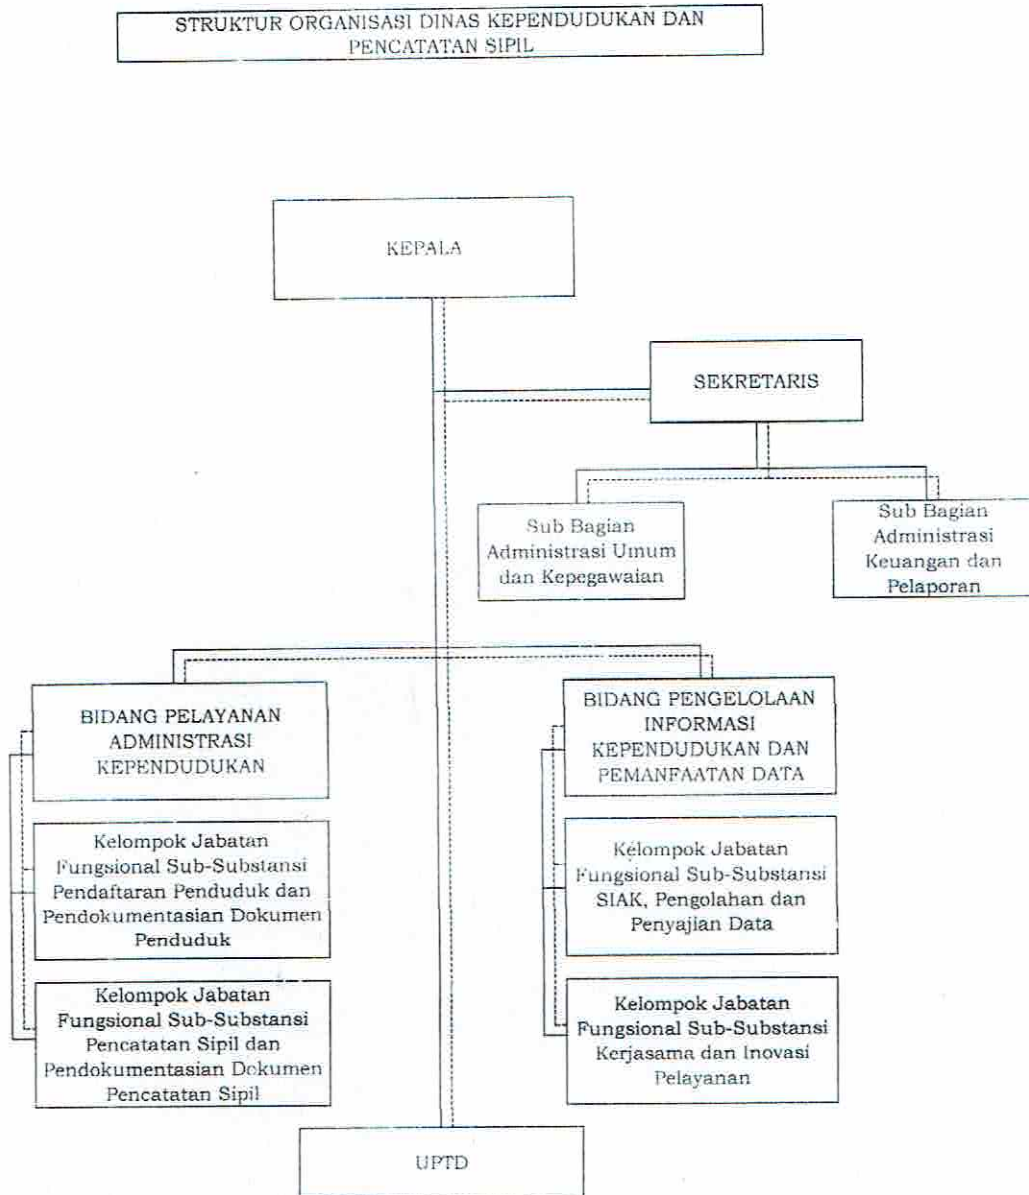 STRUKTUR ORGANISASI DINAS KEPENDUDUKAN DAN
PENCATATAN SIPIL
KEPALA
SEKRETARIS
Sub Bagian
Administrasi Umum
dan Kepegawaian
Sub Bagian
Administrasi
Keuangan dan
Pelaporan
BIDANG PELAYANAN
ADMINISTRASI
KEPENDUDUKAN
BIDANG PENGELOLAAN
INFORMASI
KEPENDUDUKAN DAN
PEMANFAATAN DATA
Kelompok Jabatan
Fungsional Sub-Substansi
Pendaftaran Penduduk dan
Pendokumentasian Dokumen
Penduduk
Kelompok Jabatan
Fungsional Sub-Substansi
SIAK, Pengolahan dan
Penyajian Data
Kelompok Jabatan
Fungsional Sub-Substansi
Pencatatan Sipil dan
Pendokumentasian Dokumen
Pencatatan Sipil
Kelompok Jabatan
Fungsional Sub-Substansi
Kerjasama dan Inovasi
Pelayanan
UPTD